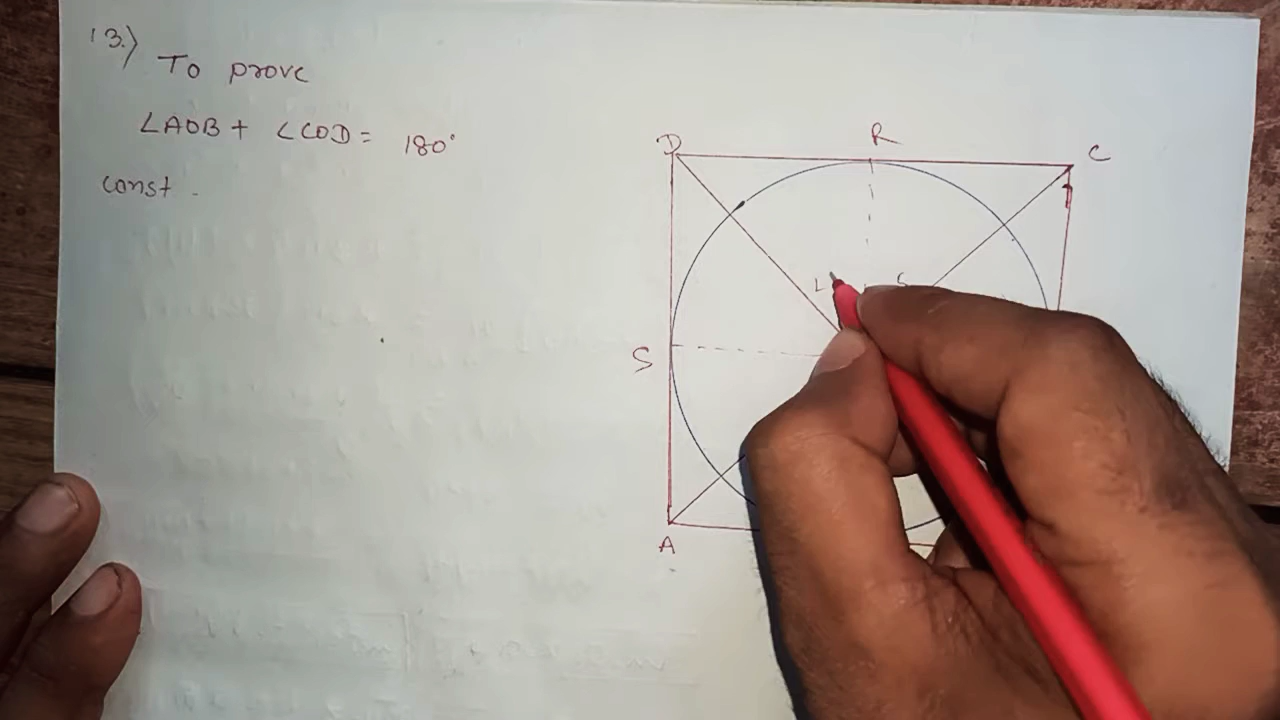 13.)
To prove
∠AOB + ∠COD = 180°
const .
D
R
C
S
A